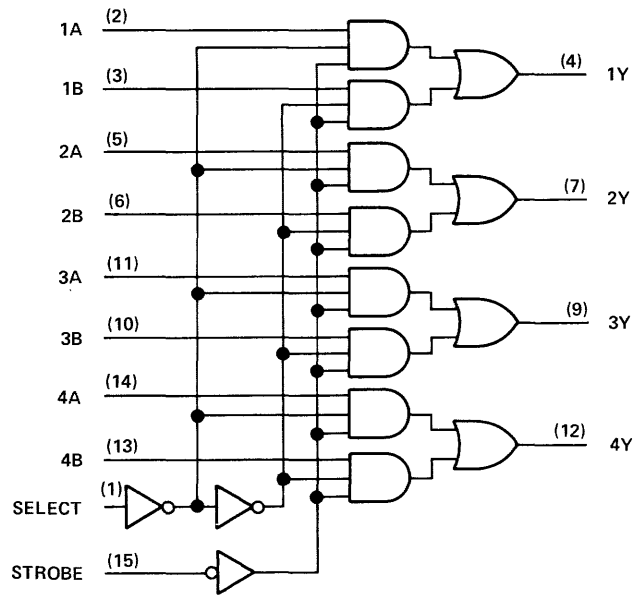 1A (2)
(4) 1Y
1B (3)
2A (5)
(7) 2Y
2B (6)
3A (11)
(9) 3Y
3B (10)
4A (14)
(12) 4Y
4B (13)
SELECT (1)
STROBE (15)